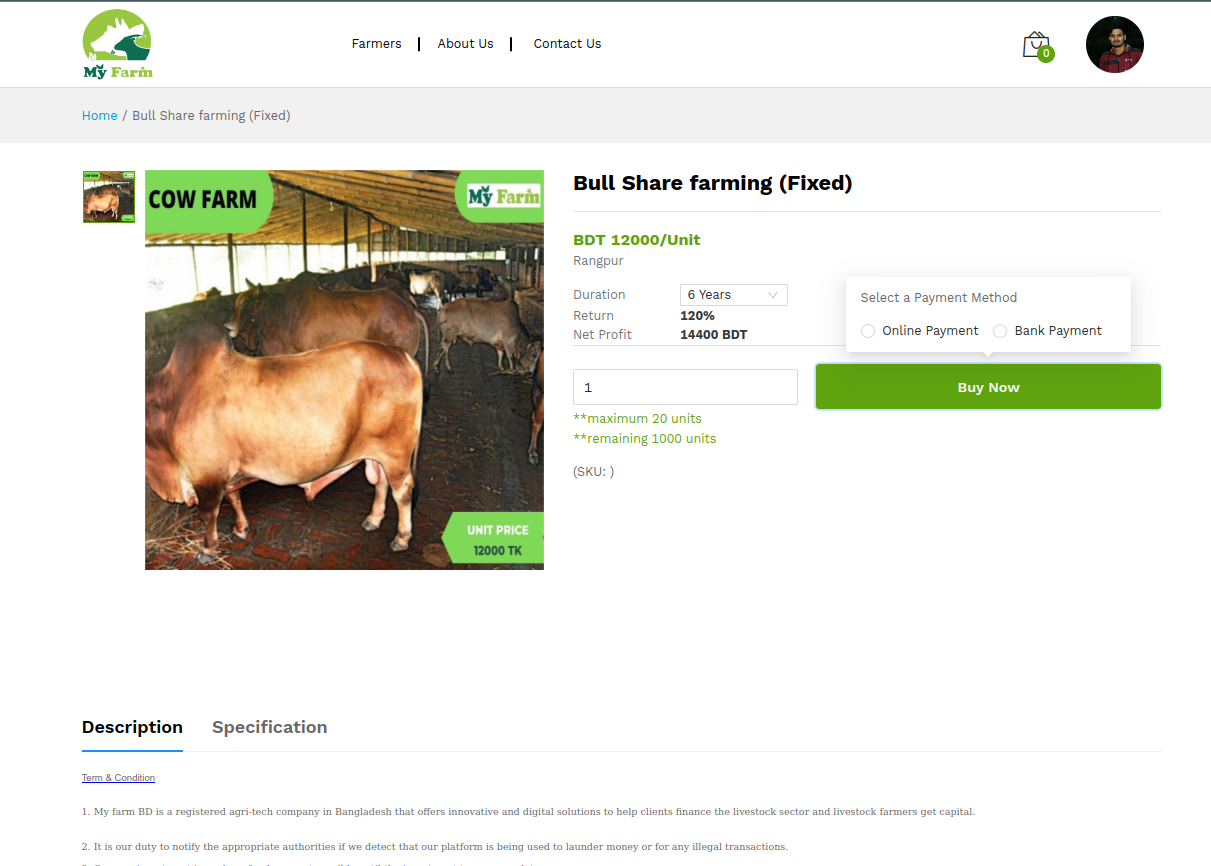 My Farm
Farmers
About Us
Contact Us
0
Home / Bull Share farming (Fixed)
COW FARM
My Farm
UNIT PRICE
12000 TK
Bull Share farming (Fixed)
BDT 12000/Unit
Rangpur
Duration 6 Years
Return 120%
Net Profit 14400 BDT
Select a Payment Method
Online Payment Bank Payment
1
Buy Now
**maximum 20 units
**remaining 1000 units
(SKU: )
Description Specification
Term & Condition
1. My farm BD is a registered agri-tech company in Bangladesh that offers innovative and digital solutions to help clients finance the livestock sector and livestock farmers get capital.
2. It is our duty to notify the appropriate authorities if we detect that our platform is being used to launder money or for any illegal transactions.